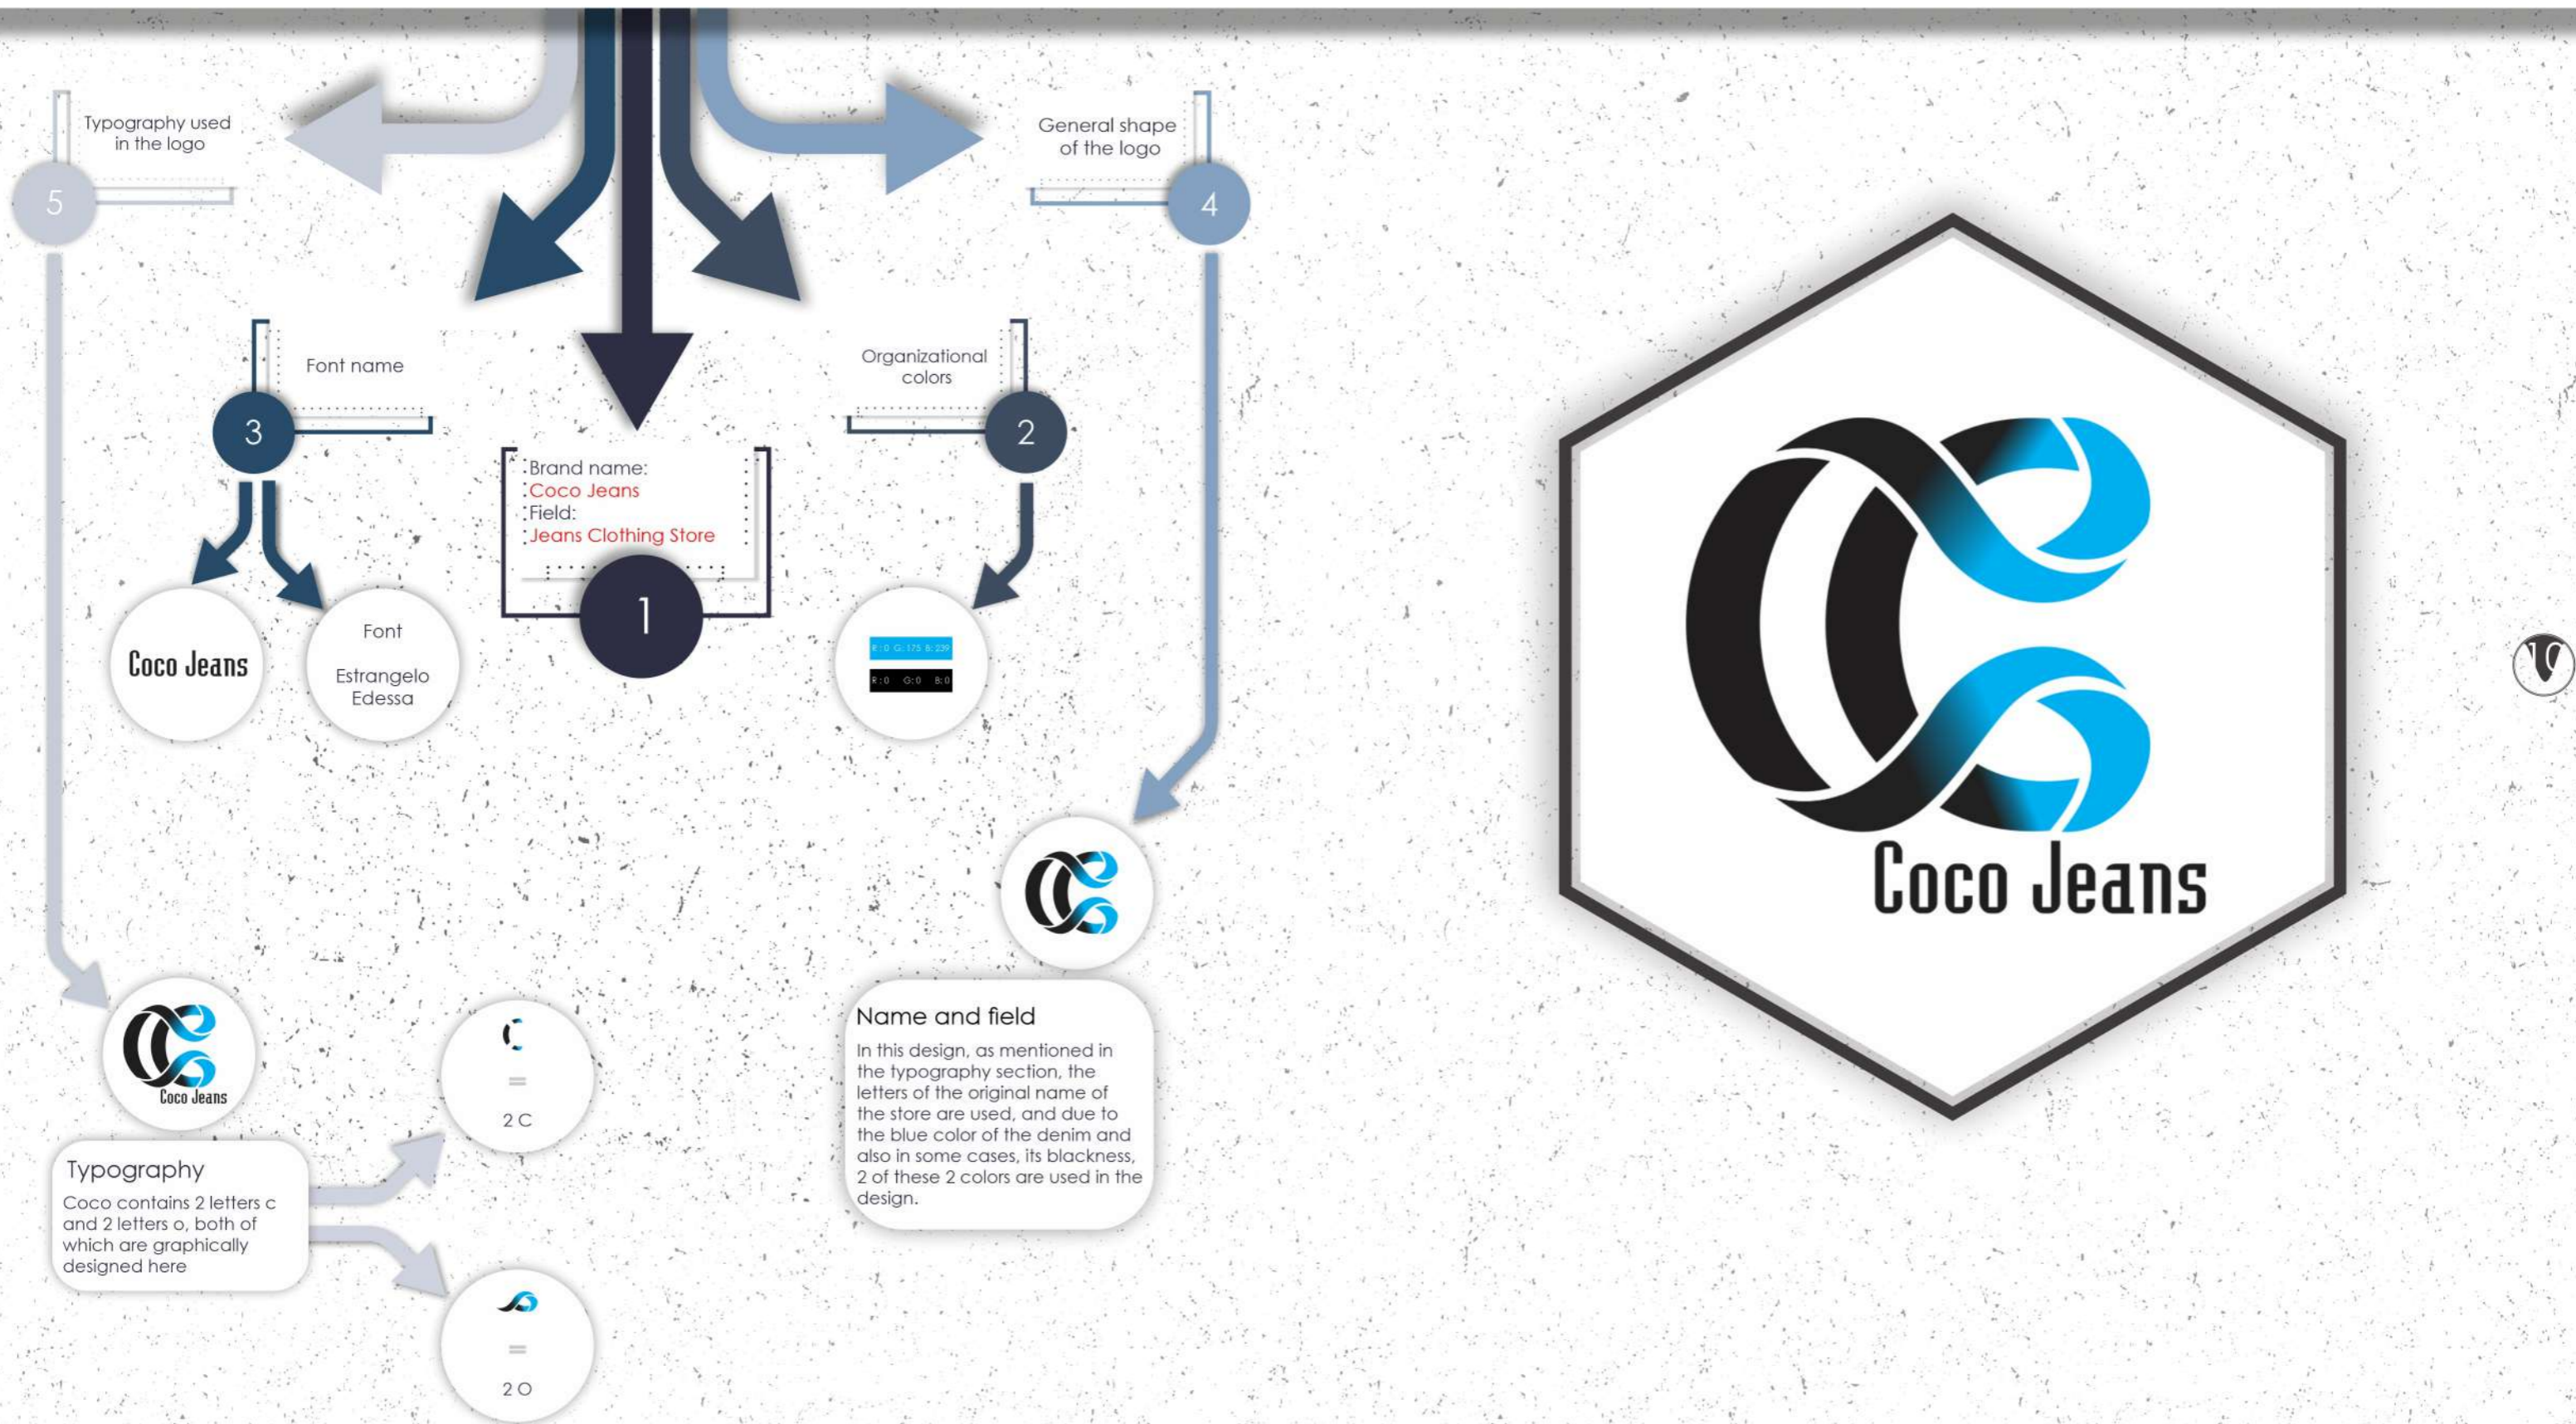 Typography used
in the logo
5
General shape
of the logo
4
Font name
3
Organizational
colors
2
Brand name:
Coco Jeans
Field:
Jeans Clothing Store
1
Coco Jeans
Font
Estrangelo
Edessa
R:0 G:175 B:239
R:0 G:0 B:0
Coco Jeans
Typography
Coco contains 2 letters c
and 2 letters o, both of
which are graphically
designed here
=
2 C
=
2 O
Name and field
In this design, as mentioned in
the typography section, the
letters of the original name of
the store are used, and due to
the blue color of the denim and
also in some cases, its blackness,
2 of these 2 colors are used in the
design.
Coco Jeans